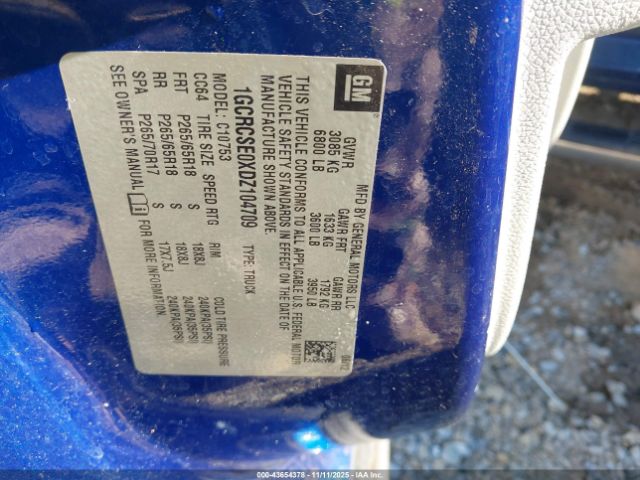 GM
MFD BY GENERAL MOTORS LLC
GVWR GAWR FRT GAWR RR
3085 KG 1633 KG 1792 KG
6800 LB 3600 LB 3950 LB
THIS VEHICLE CONFORMS TO ALL APPLICABLE U.S. FEDERAL MOTOR
VEHICLE SAFETY STANDARDS IN EFFECT ON THE DATE OF
MANUFACTURE SHOWN ABOVE.
1GCRCSE0XDZ104709 TYPE: TRUCK
MODEL: C10753
CC64 TIRE SIZE SPEED RTG RIM COLD TIRE PRESSURE
FRT P265/65R18 S 18X8J 240KPA(35PSI)
RR P265/65R18 S 18X8J 240KPA(35PSI)
SPA P265/70R17 S 17X7.5J 240KPA(35PSI)
SEE OWNER'S MANUAL FOR MORE INFORMATION
000-43654378 - 11/11/2025 - IAAI.COM